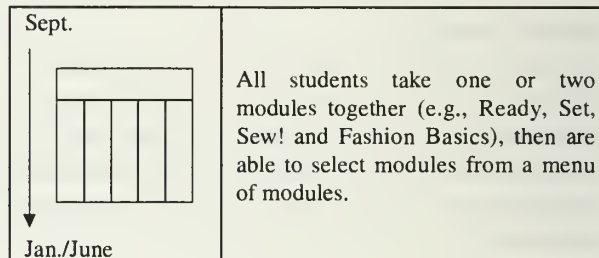 Sept.
All students take one or two
modules together (e.g., Ready, Set,
Sew! and Fashion Basics), then are
able to select modules from a menu
of modules.
Jan./June